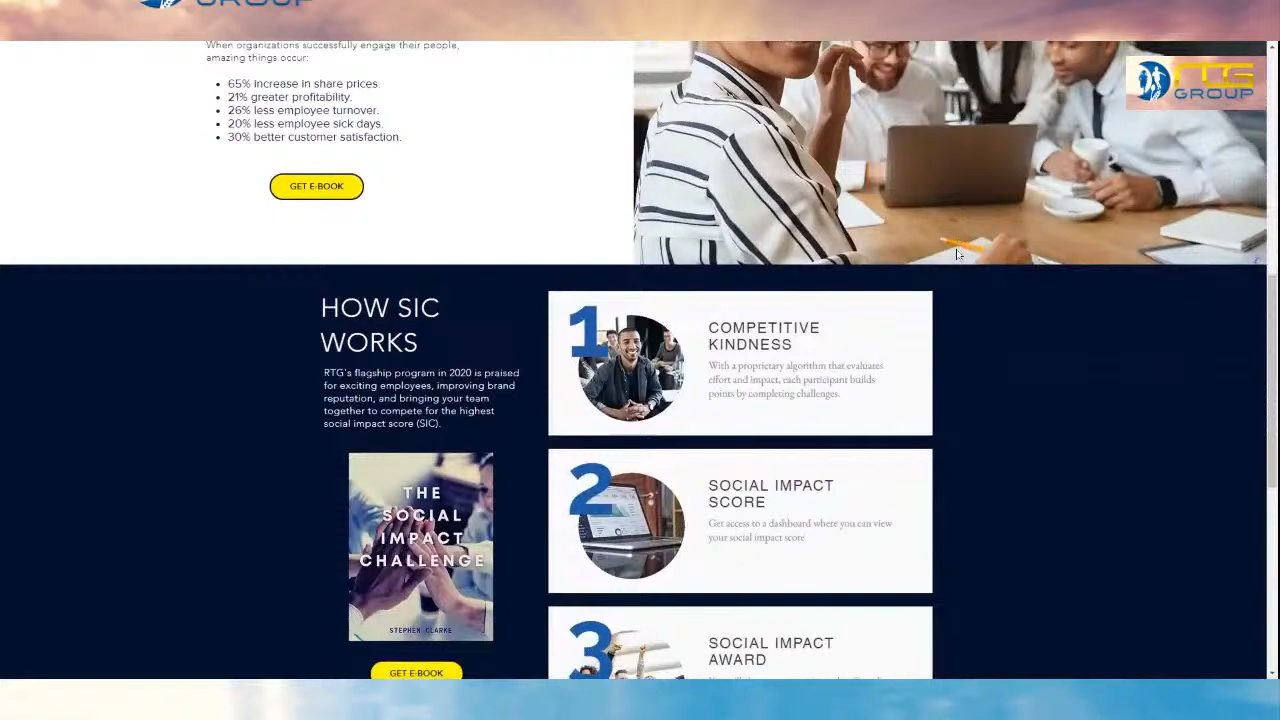 GROUP
When organizations successfully engage their people,
amazing things occur:
65% increase in share prices.
21% greater profitability.
26% less employee turnover.
20% less employee sick days.
30% better customer satisfaction.
GET E-BOOK
RTG
GROUP
HOW SIC
WORKS
RTG's flagship program in 2020 is praised
for exciting employees, improving brand
reputation, and bringing your team
together to compete for the highest
social impact score (SIC).
THE
SOCIAL
IMPACT
CHALLENGE
STEPHEN CLARKE
GET E-BOOK
1
COMPETITIVE
KINDNESS
With a proprietary algorithm that evaluates
effort and impact, each participant builds
points by completing challenges.
2
SOCIAL IMPACT
SCORE
Get access to a dashboard where you can view
your social impact score
3
SOCIAL IMPACT
AWARD